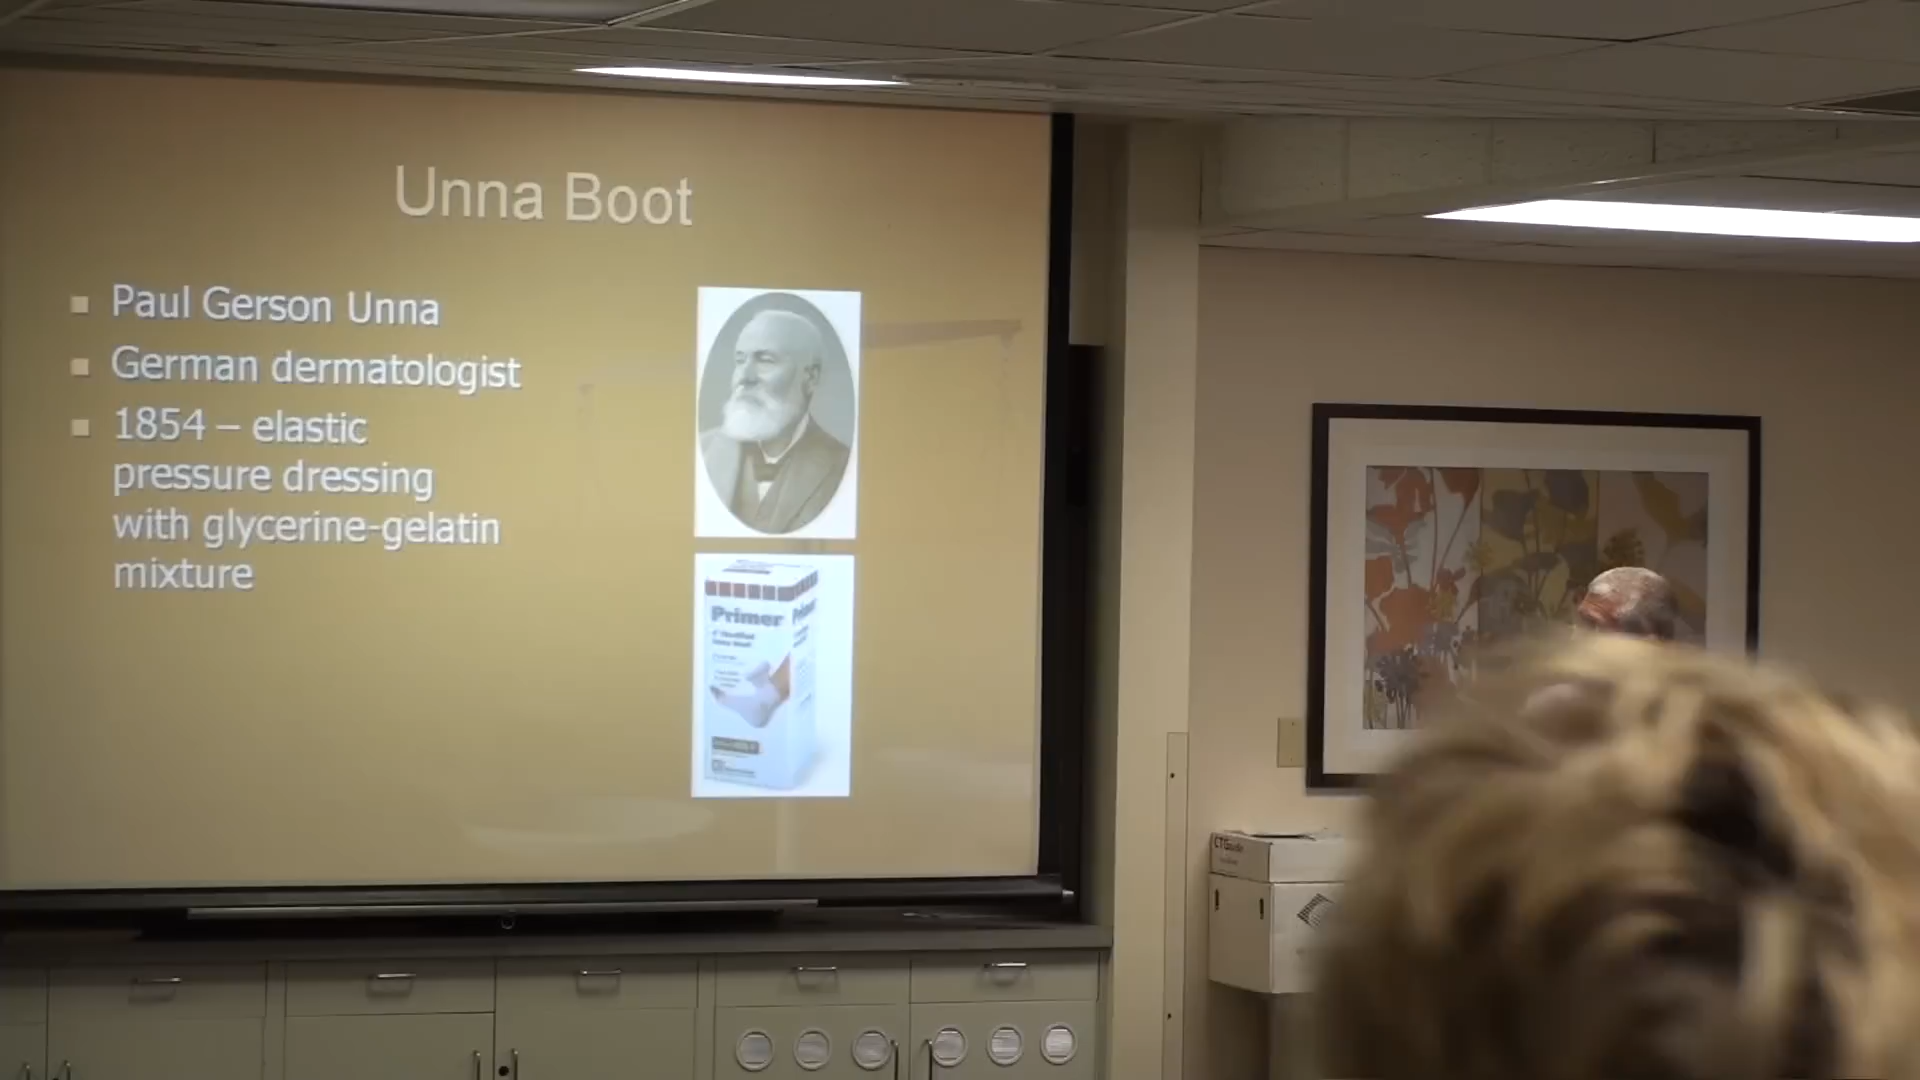 Unna Boot
Paul Gerson Unna
German dermatologist
1854 – elastic
pressure dressing
with glycerine-gelatin
mixture
Primer